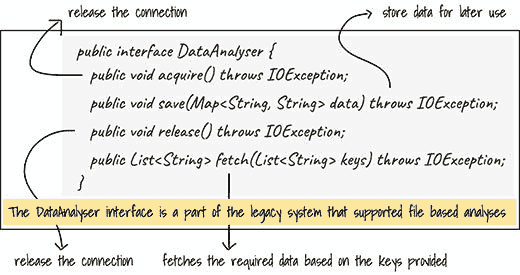 release the connection
store data for later use
public interface DataAnalyser {
public void acquire() throws IOException;
public void save(Map<String, String> data) throws IOException;
public void release() throws IOException;
public List<String> fetch(List<String> keys) throws IOException;
}
The DataAnalyser interface is a part of the legacy system that supported file based analyses
release the connection
fetches the required data based on the keys provided